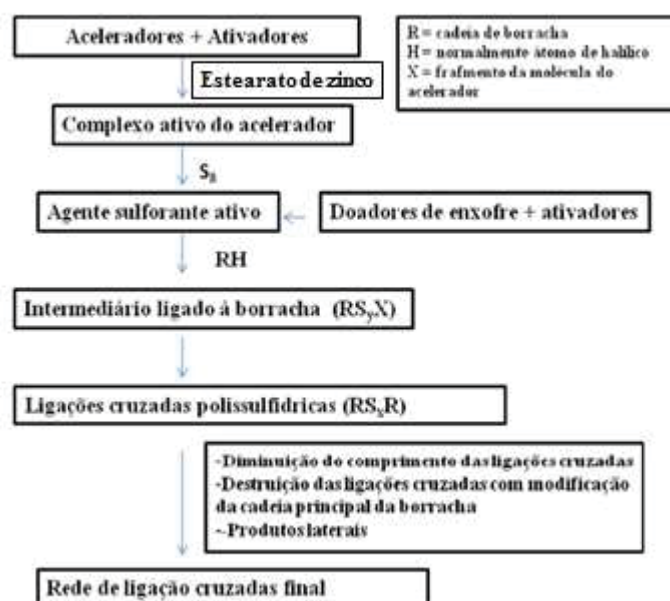 Aceleradores + Ativadores
R = cadeia de borracha
H = normalmente átomo de halílico
X = frafmento da molécula do
acelerador
Estearato de zinco
Complexo ativo do acelerador
S₈
Agente sulforante ativo
Doadores de enxofre + ativadores
RH
Intermediário ligado á borracha (RSyX)
Ligações cruzadas polissulfídricas (RSxR)
-Diminuição do comprimento das ligações cruzadas
-Destruição das ligações cruzadas com modificação
da cadeia principal da borracha
-Produtos laterais
Rede de ligação cruzadas final